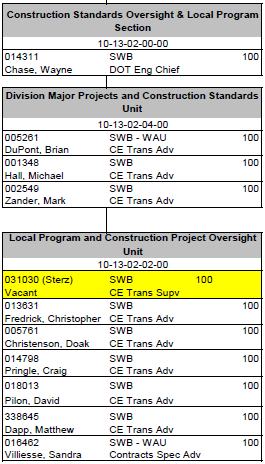 Construction Standards Oversight & Local Program
Section
10-13-02-00-00
014311 SWB 100
Chase, Wayne DOT Eng Chief
Division Major Projects and Construction Standards
Unit
10-13-02-04-00
005261 SWB - WAU 100
DuPont, Brian CE Trans Adv
001348 SWB 100
Hall, Michael CE Trans Adv
002549 SWB 100
Zander, Mark CE Trans Adv
Local Program and Construction Project Oversight
Unit
10-13-02-02-00
031030 (Sterz) SWB 100
Vacant CE Trans Supv
013631 SWB 100
Fredrick, Christopher CE Trans Adv
005761 SWB 100
Christenson, Doak CE Trans Adv
014798 SWB 100
Pringle, Craig CE Trans Adv
018013 SWB 100
Pilon, David CE Trans Adv
338645 SWB 100
Dapp, Matthew CE Trans Adv
016462 SWB - WAU 100
Villiesse, Sandra Contracts Spec Adv